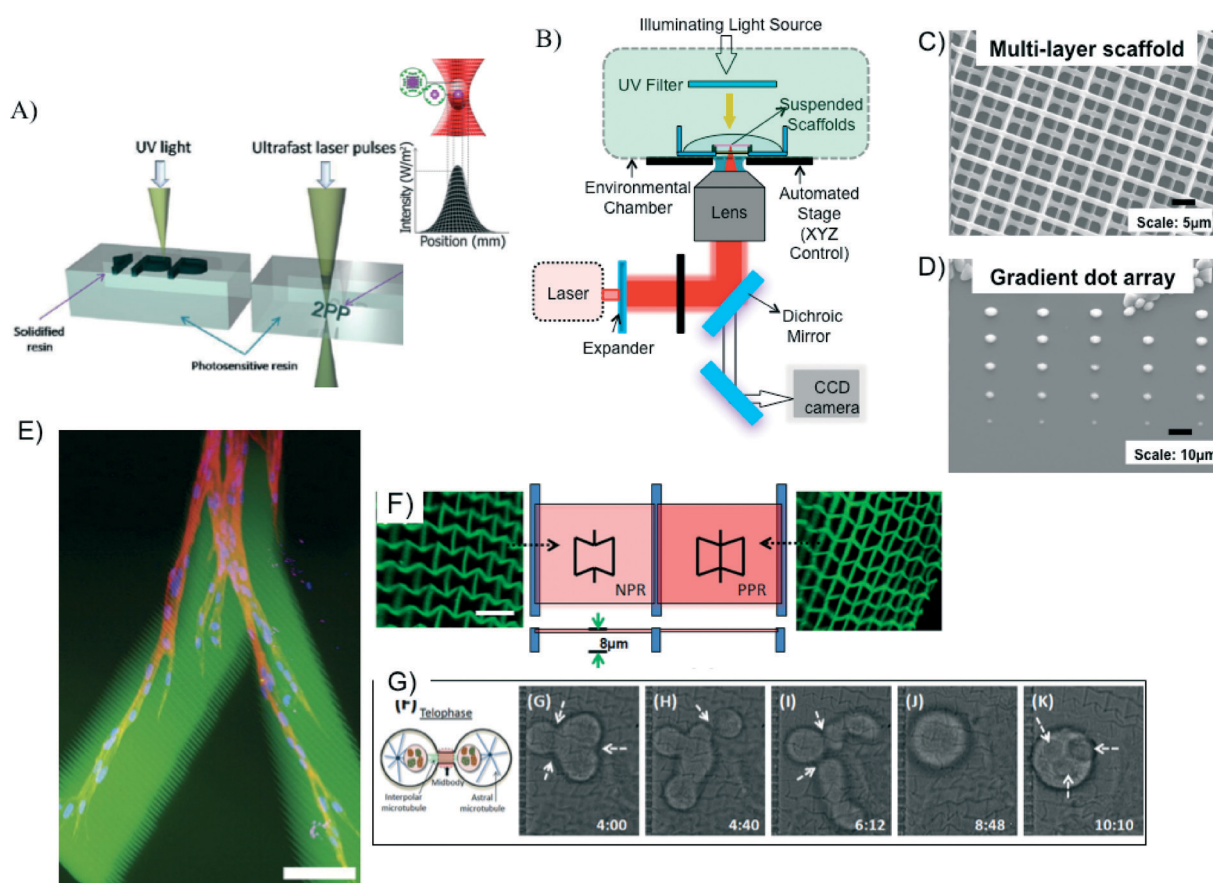 A)
UV light
Ultrafast laser pulses
1PP
2PP
Solidified
resin
Photosensitive resin
Intensity (W/m²)
Position (mm)
B)
Illuminating Light Source
UV Filter
Suspended
Scaffolds
Environmental
Chamber
Lens
Automated
Stage
(XYZ
Control)
Laser
Expander
Dichroic
Mirror
CCD
camera
C)
Multi-layer scaffold
Scale: 5μm
D)
Gradient dot array
Scale: 10μm
E)
F)
NPR
PPR
8μm
G)
(F)
Telophase
Midbody
Interpolar
microtubule
Astral
microtubule
(G)
4:00
(H)
4:40
(I)
6:12
(J)
8:48
(K)
10:10